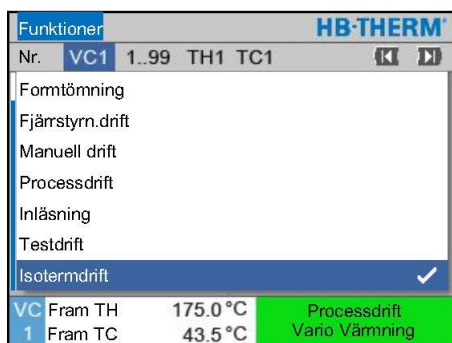 Funktioner HB-THERM®
Nr. VC1 1..99 TH1 TC1
Formtömning
Fjärrstyrn.drift
Manuell drift
Processdrift
Inläsning
Testdrift
Isotermdrift
VC Fram TH 175.0 °C Processdrift
1 Fram TC 43.5 °C Vario Värmning